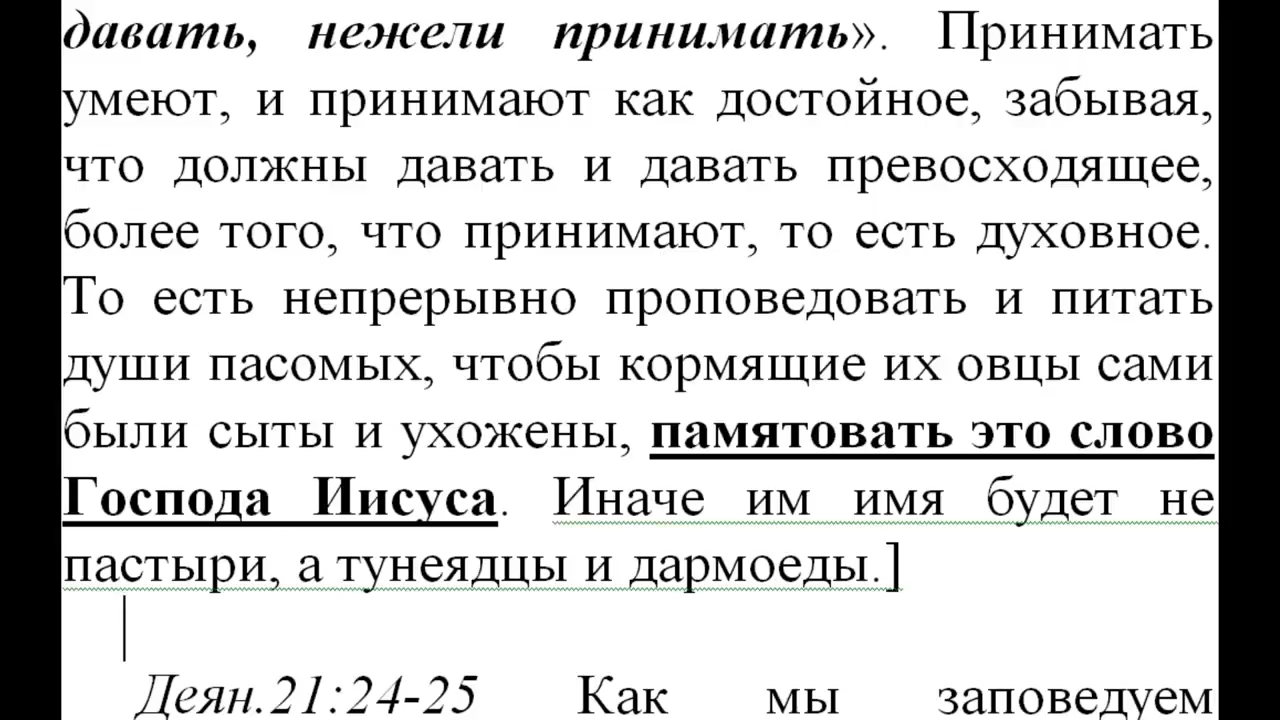 давать, нежели принимать». Принимать
умеют, и принимают как достойное, забывая,
что должны давать и давать превосходящее,
более того, что принимают, то есть духовное.
То есть непрерывно проповедовать и питать
души пасомых, чтобы кормящие их овцы сами
были сыты и ухожены, памятовать это слово
Господа Иисуса. Иначе им имя будет не
пастыри, а тунеядцы и дармоеды.]
Деян.21:24-25 Как мы заповедуем